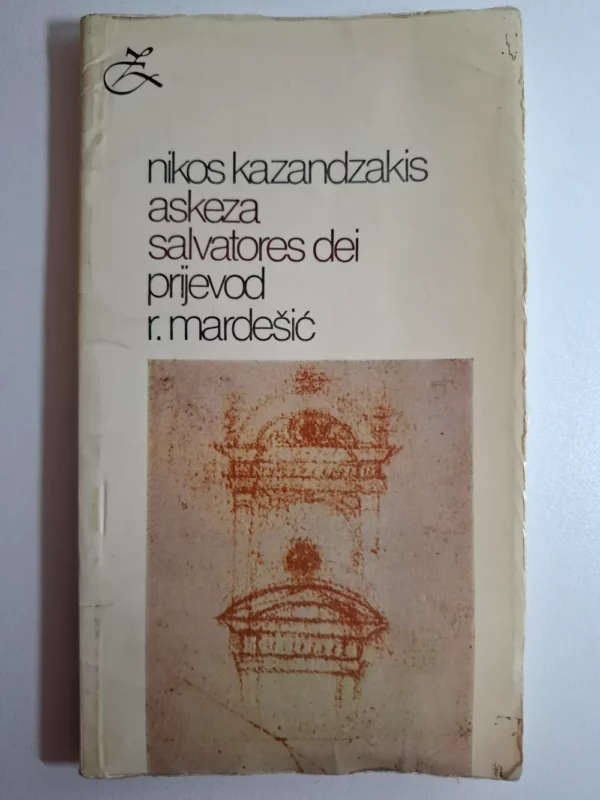 nikos kazandzakis
askeza
salvatores dei
prijevod
r. mardešić